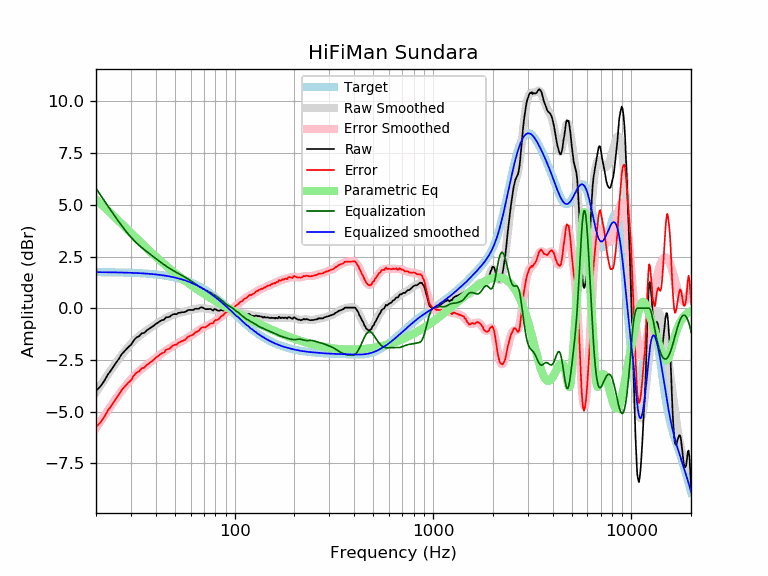 HiFiMan Sundara
Target
Raw Smoothed
Error Smoothed
Raw
Error
Parametric Eq
Equalization
Equalized smoothed
Amplitude (dBr)
10.0
7.5
5.0
2.5
0.0
−2.5
−5.0
−7.5
100
1000
10000
Frequency (Hz)